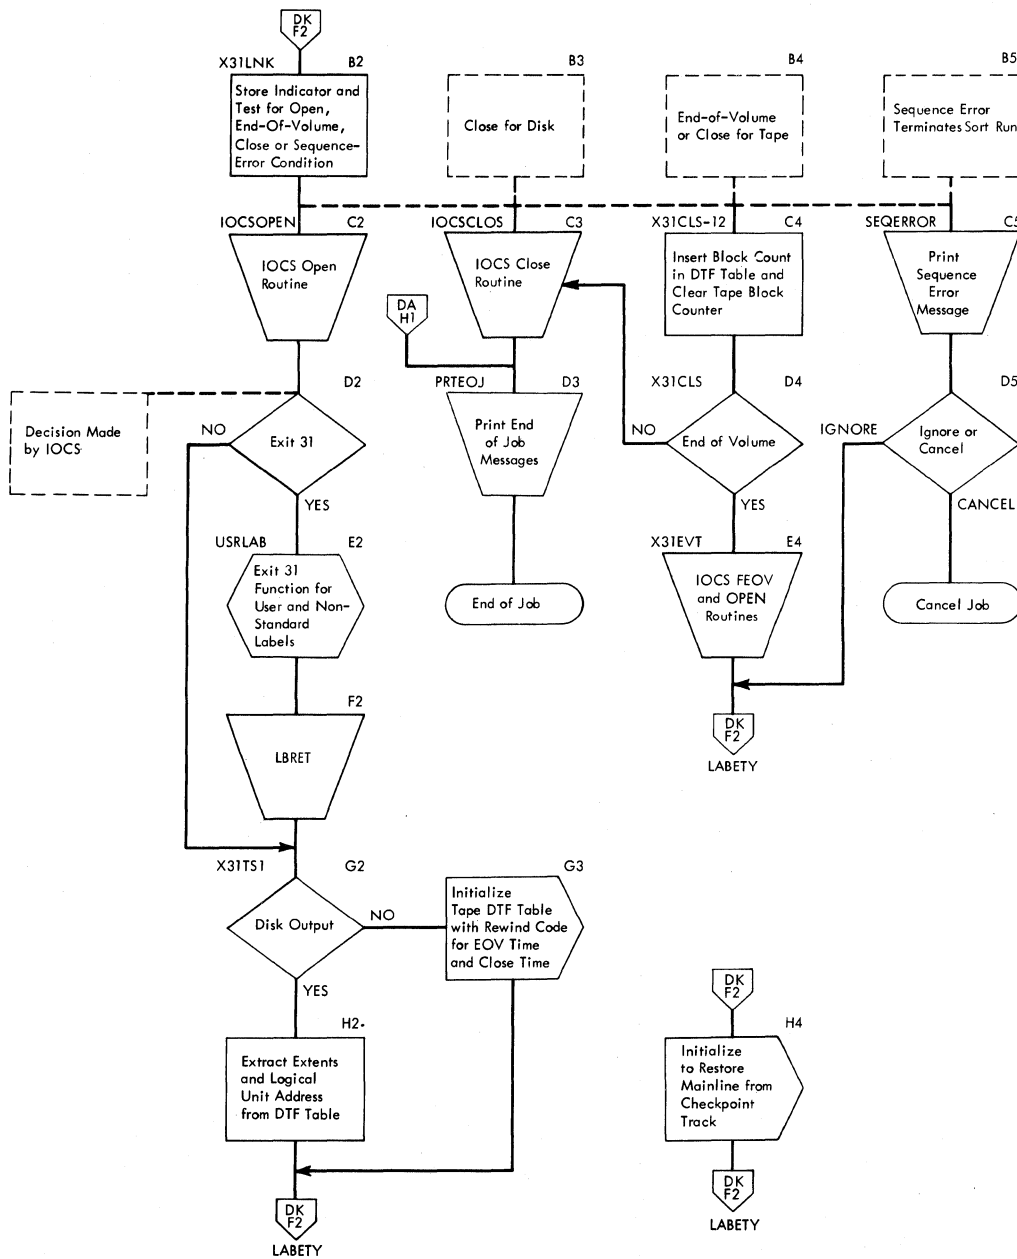 DK
F2
X31LNK B2
Store Indicator and
Test for Open,
End-Of-Volume,
Close or Sequence-
Error Condition
B3
Close for Disk
B4
End-of-Volume
or Close for Tape
B5
Sequence Error
Terminates Sort Run
IOCSOPEN C2
IOCS Open
Routine
IOCSCLOS C3
IOCS Close
Routine
X31CLS-12 C4
Insert Block Count
in DTF Table and
Clear Tape Block
Counter
SEQERROR C5
Print
Sequence
Error
Message
DA
H1
D2
Exit 31
NO
YES
Decision Made
by IOCS
PRTEOJ D3
Print End
of Job
Messages
X31CLS D4
End of Volume
NO
YES
D5
Ignore or
Cancel
IGNORE
CANCEL
USRLAB E2
Exit 31
Function for
User and Non-
Standard
Labels
End of Job
X31EVT E4
IOCS FEOV
and OPEN
Routines
Cancel Job
F2
LBRET
DK
F2
LABETY
X31TS1 G2
Disk Output
NO
YES
G3
Initialize
Tape DTF Table
with Rewind Code
for EOV Time
and Close Time
H2.
Extract Extents
and Logical
Unit Address
from DTF Table
DK
F2
H4
Initialize
to Restore
Mainline from
Checkpoint
Track
DK
F2
LABETY
DK
F2
LABETY